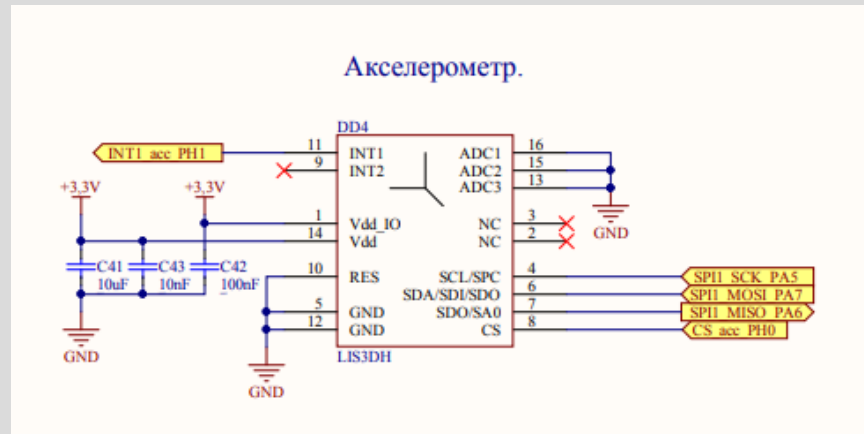 Акселерометр.
DD4
INT1 acc PH1
11 INT1
9 INT2
ADC1 16
ADC2 15
ADC3 13
+3,3V
+3,3V
1 Vdd_IO
14 Vdd
NC 3
NC 2
GND
C41
10uF
C43
10nF
C42
100nF
10 RES
5 GND
12 GND
SCL/SPC 4
SDA/SDI/SDO 6
SDO/SA0 7
CS 8
SPI1 SCK PA5
SPI1 MOSI PA7
SPI1 MISO PA6
CS acc PH0
GND
LIS3DH
GND